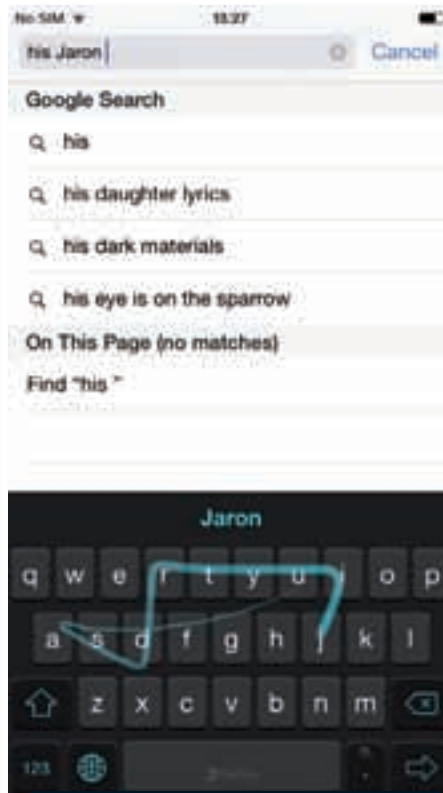 No SIM 13:27
his Jaron Cancel
Google Search
his
his daughter lyrics
his dark materials
his eye is on the sparrow
On This Page (no matches)
Find "his "
Jaron
q w e r t y u i o p
a s d f g h j k l
z x c v b n m
123